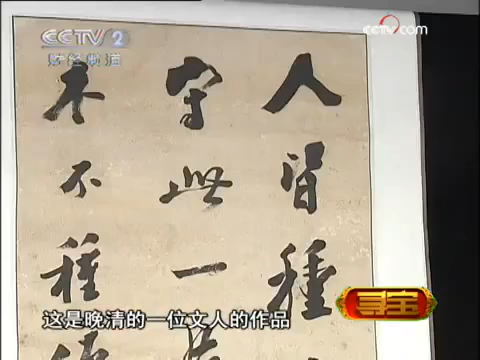 CCTV 2
财经频道
cctv.com
人皆種
守此一
木不種
这是晚清的一位文人的作品
寻宝